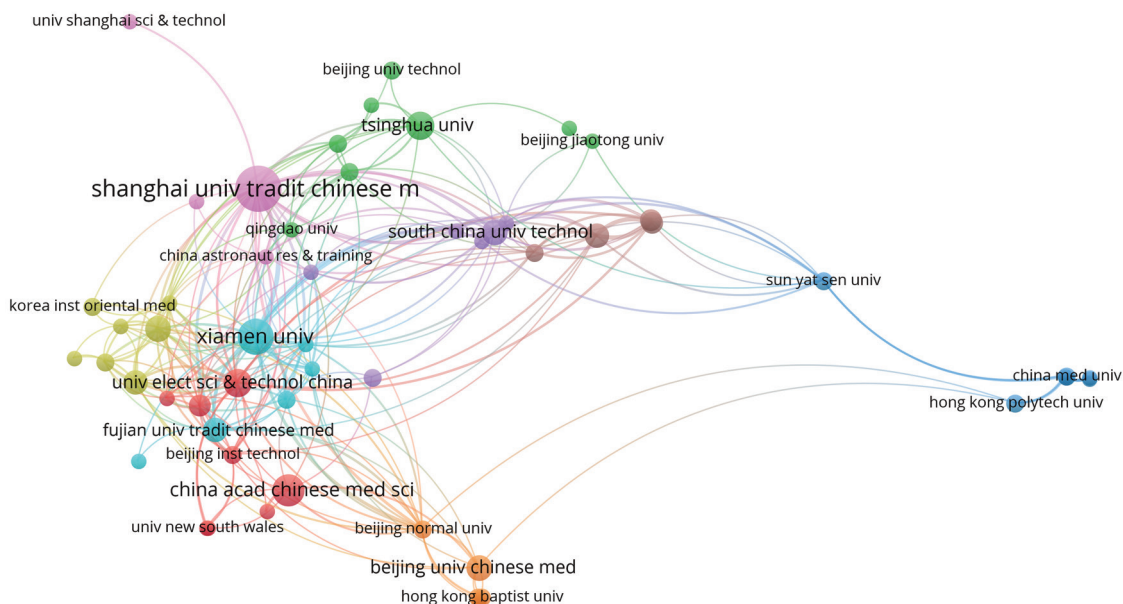 univ shanghai sci & technol
beijing univ technol
tsinghua univ
beijing jiaotong univ
shanghai univ tradit chinese m
qingdao univ
south china univ technol
china astronaut res & training
sun yat sen univ
korea inst oriental med
xiamen univ
china med univ
univ elect sci & technol china
hong kong polytech univ
fujian univ tradit chinese med
beijing inst technol
china acad chinese med sci
univ new south wales
beijing normal univ
beijing univ chinese med
hong kong baptist univ